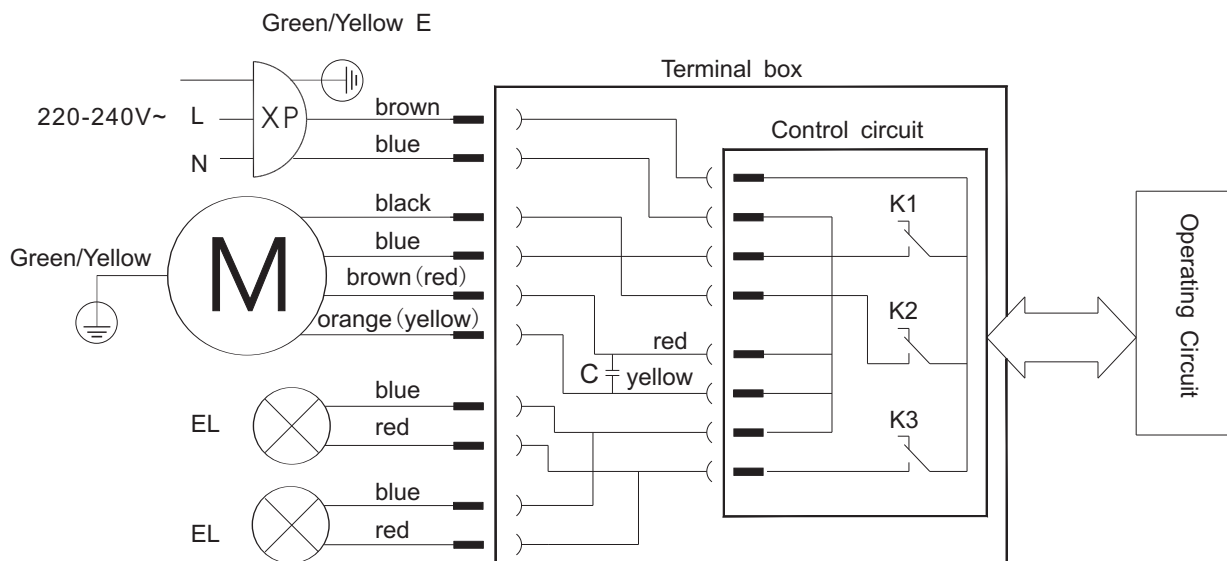 Green/Yellow E
Terminal box
220-240V~ L
XP
brown
Control circuit
N
blue
black
K1
blue
Green/Yellow
M
brown(red)
orange(yellow)
K2
red
C
yellow
EL
blue
red
K3
EL
blue
red
Operating Circuit